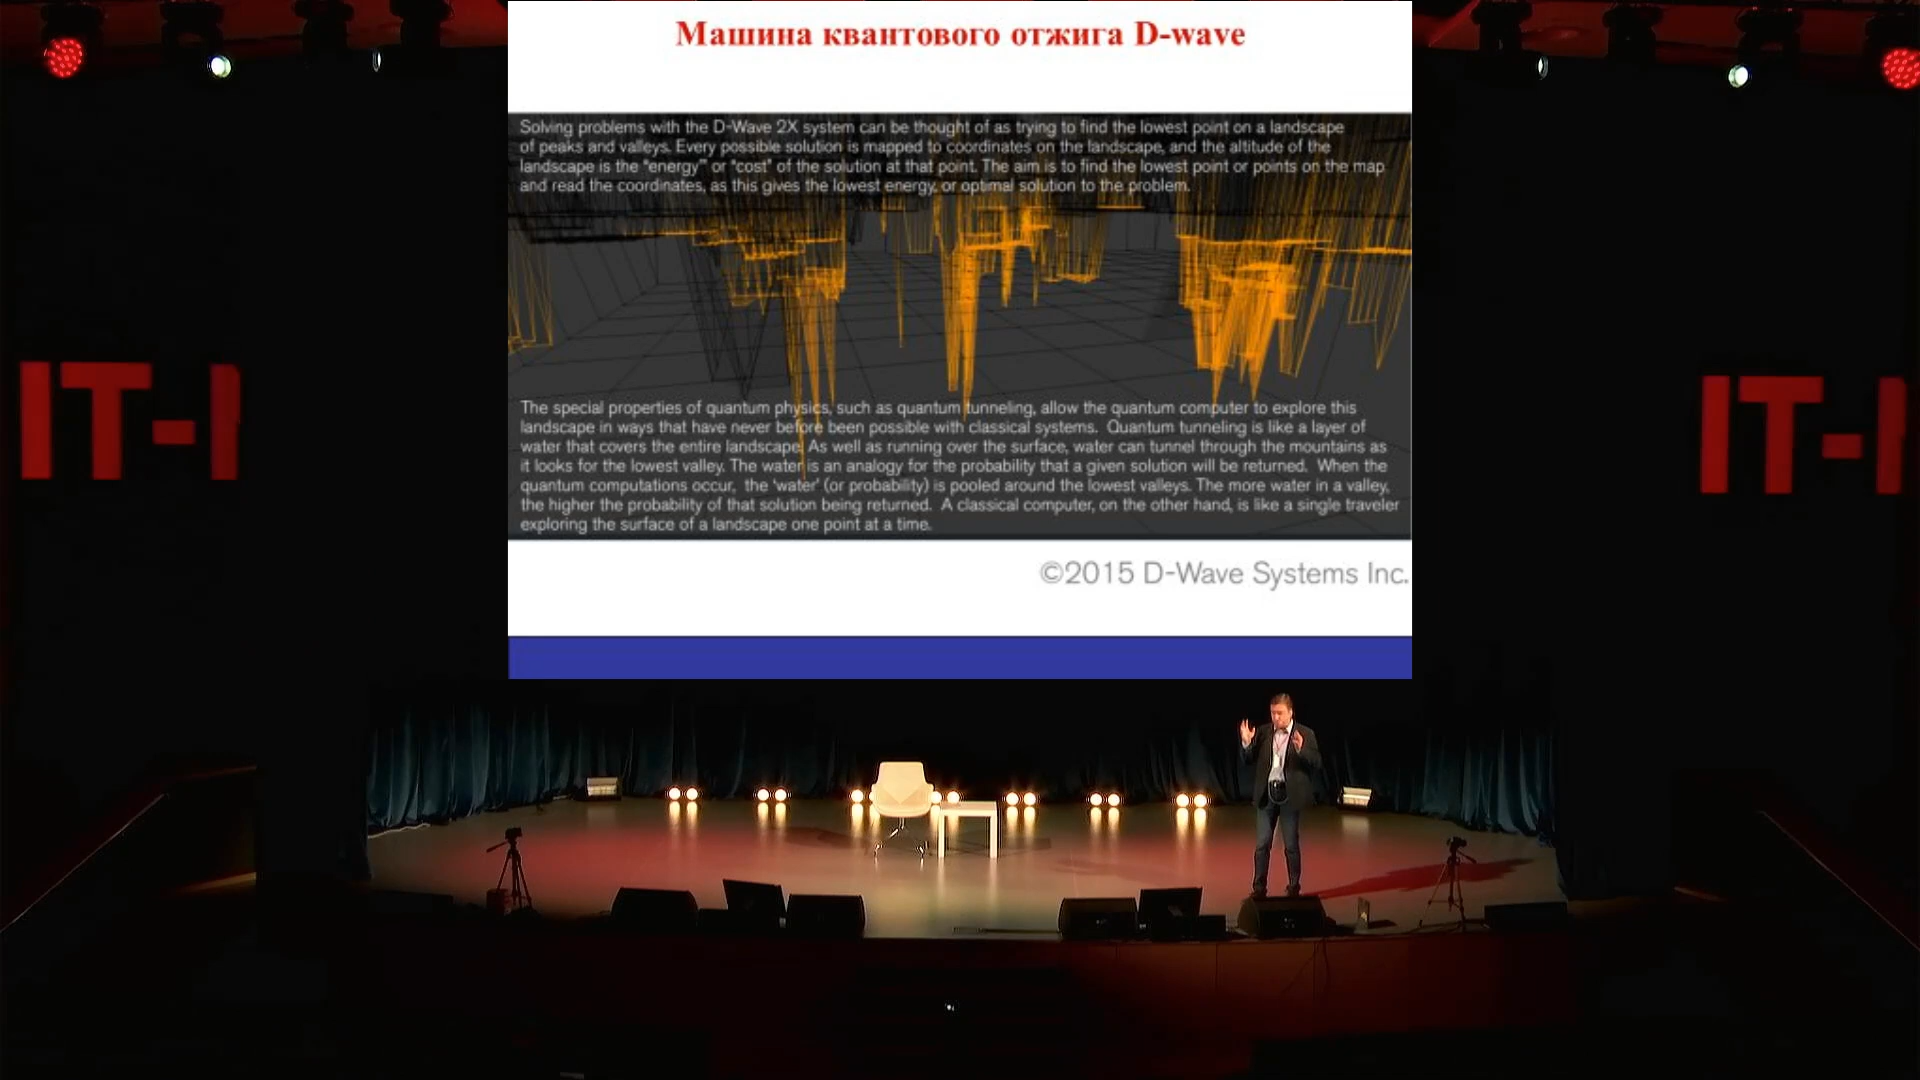 Машина квантового отжига D-wave
Solving problems with the D-Wave 2X system can be thought of as trying to find the lowest point on a landscape
of peaks and valleys. Every possible solution is mapped to coordinates on the landscape, and the altitude of the
landscape is the "energy" or "cost" of the solution at that point. The aim is to find the lowest point or points on the map
and read the coordinates, as this gives the lowest energy, or optimal solution to the problem.
IT-
IT-
The special properties of quantum physics, such as quantum tunneling, allow the quantum computer to explore this
landscape in ways that have never before been possible with classical systems. Quantum tunneling is like a layer of
water that covers the entire landscape. As well as running over the surface, water can tunnel through the mountains as
it looks for the lowest valley. The water is an analogy for the probability that a given solution will be returned. When the
quantum computations occur, the 'water' (or probability) is pooled around the lowest valleys. The more water in a valley,
the higher the probability of that solution being returned. A classical computer, on the other hand, is like a single traveler
exploring the surface of a landscape one point at a time.
©2015 D-Wave Systems Inc.